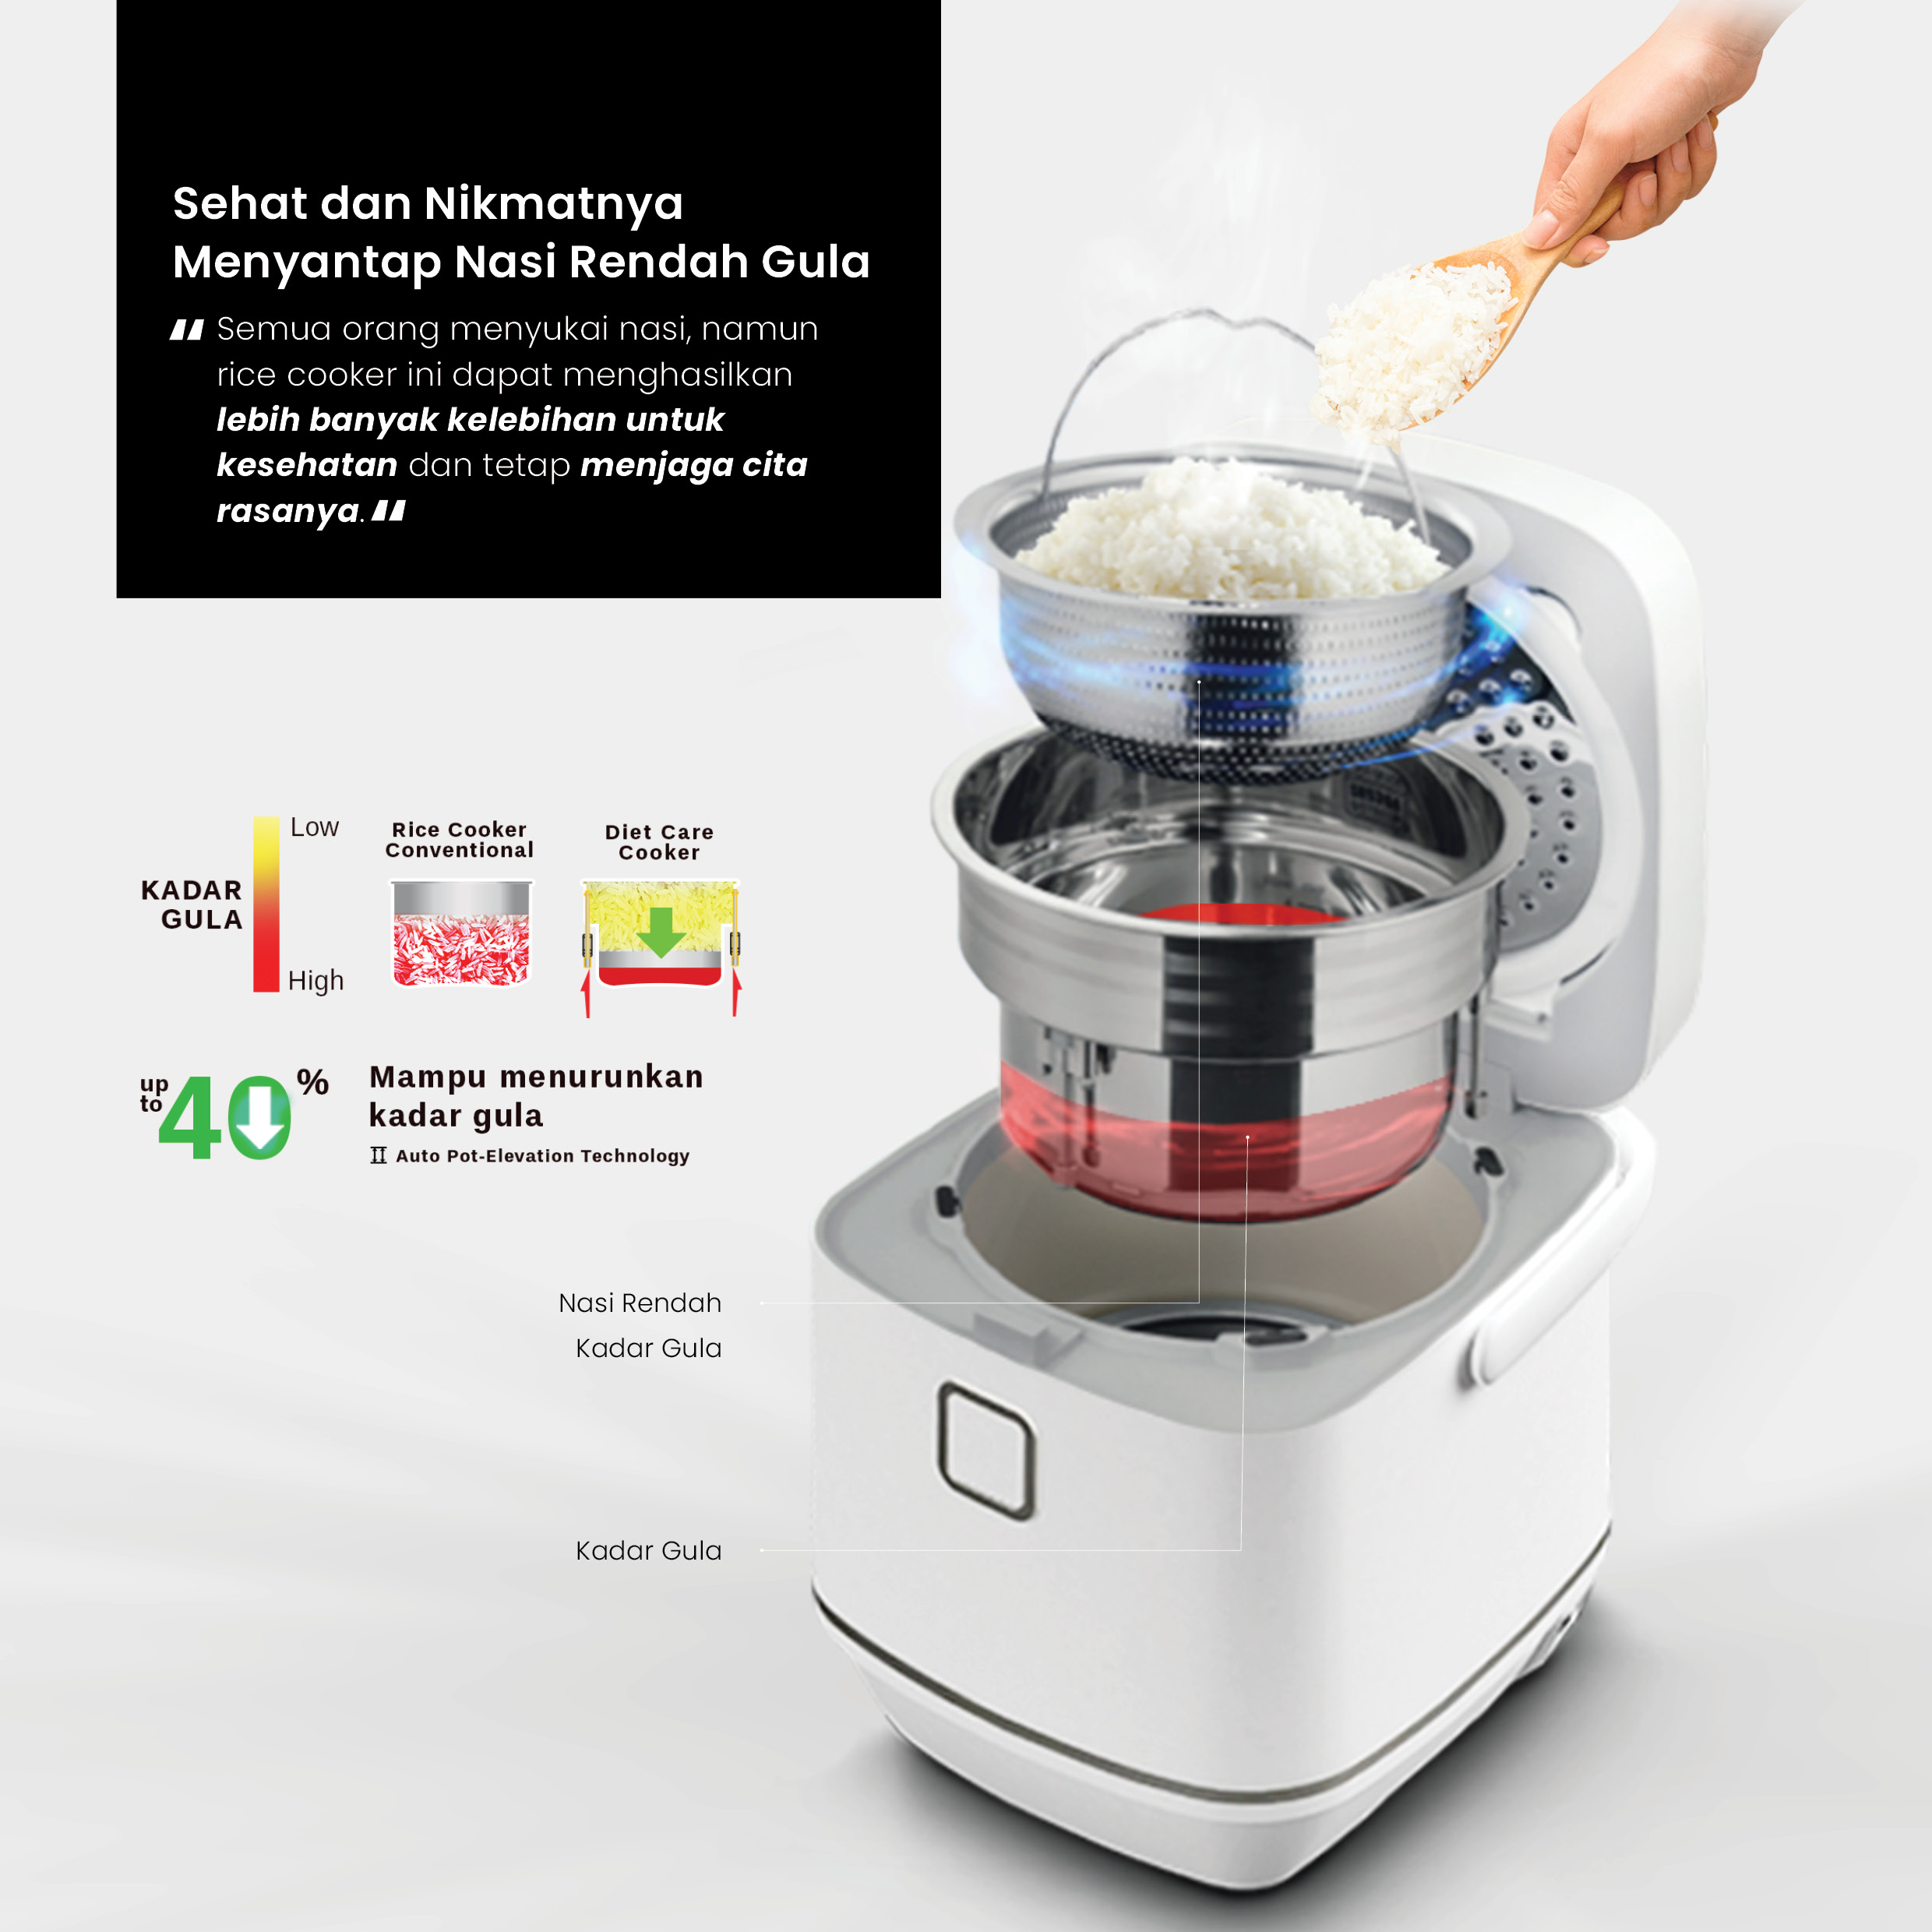 Sehat dan Nikmatnya
Menyantap Nasi Rendah Gula
Semua orang menyukai nasi, namun
rice cooker ini dapat menghasilkan
lebih banyak kelebihan untuk
kesehatan dan tetap menjaga cita
rasanya.
KADAR
GULA
Low
High
Rice Cooker
Conventional
Diet Care
Cooker
up
to
40%
Mampu menurunkan
kadar gula
Auto Pot-Elevation Technology
Nasi Rendah
Kadar Gula
Kadar Gula